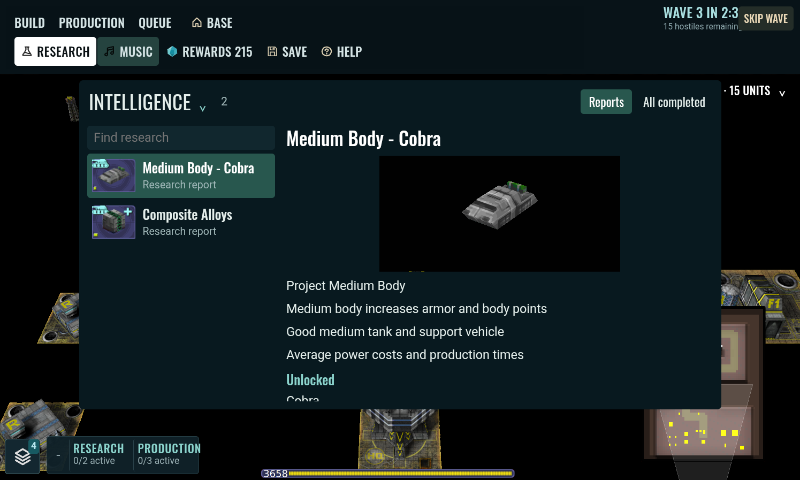 BUILD PRODUCTION QUEUE BASE
WAVE 3 IN 2:3
15 hostiles remainin
SKIP WAVE
RESEARCH MUSIC REWARDS 215 SAVE HELP
INTELLIGENCE 2
Reports All completed
· 15 UNITS
Find research
Medium Body - Cobra
Research report
Composite Alloys
Research report
Medium Body - Cobra
Project Medium Body
Medium body increases armor and body points
Good medium tank and support vehicle
Average power costs and production times
Unlocked
Cobra
F1
R
R
4
- RESEARCH PRODUCTION
0/2 active 0/3 active
3658